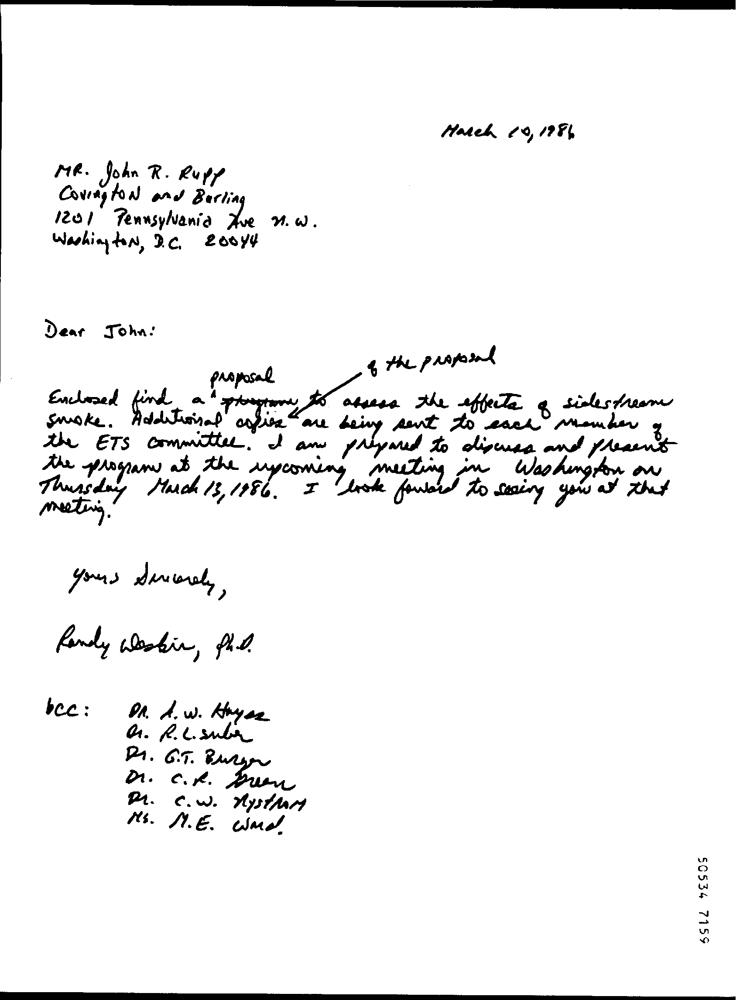 March 10, 1986
MR. John R. Rupp
Covington and Burling
1201 Pennsylvania Ave N.W.
Washington, D.C. 20044
Dear John:
proposal of the proposal
Enclosed find a program to assess the effects of sidestream
smoke. Additional copies are being sent to each member of
the ETS committee. I am prepared to discuss and present
the program at the upcoming meeting in Washington on
Thursday March 13, 1986. I look forward to seeing you at that
meeting.
Yours Sincerely,
Randy , Ph.D.
bcc: DR. A. W. Hayes
Dr. R. L. Suber
Dr. G.T. Burger
Dr. C. R. Green
Dr. C. W. Nystrom
Ms. M.E. Ward.
50534 7159